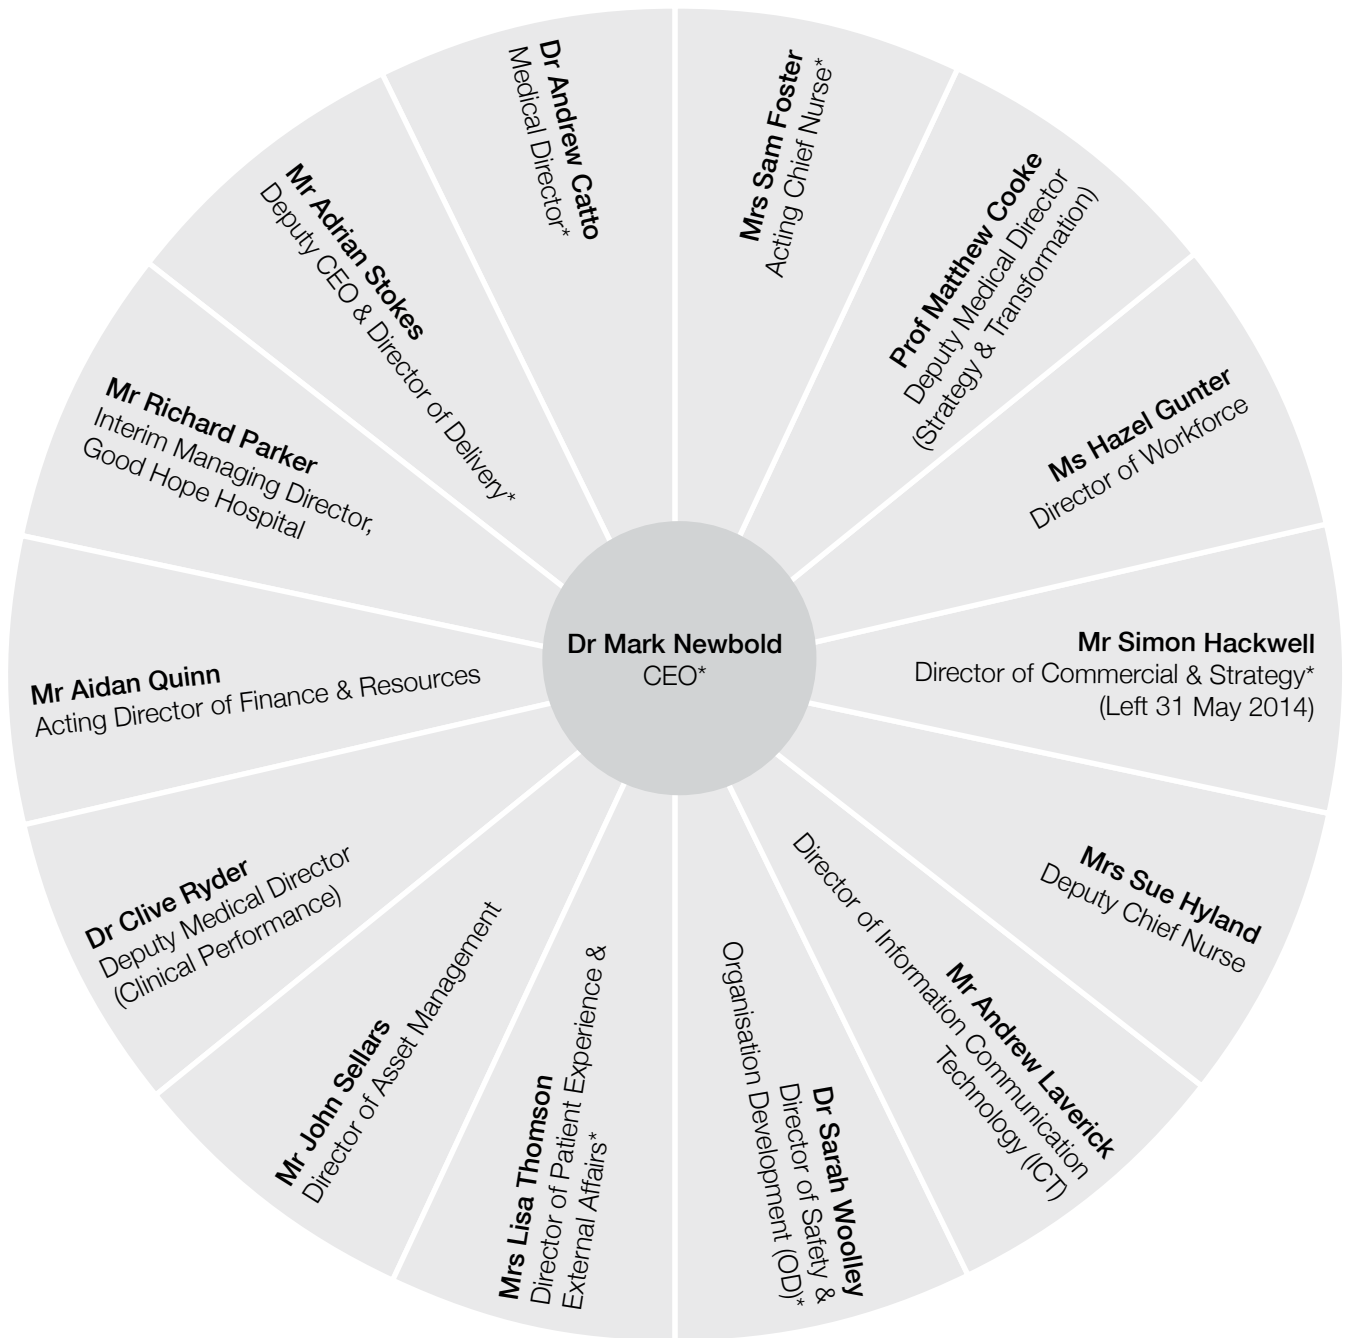 Dr Mark Newbold
CEO*
Mrs Sam Foster
Acting Chief Nurse*
Prof Matthew Cooke
Deputy Medical Director
(Strategy & Transformation)
Ms Hazel Gunter
Director of Workforce
Mr Simon Hackwell
Director of Commercial & Strategy*
(Left 31 May 2014)
Mrs Sue Hyland
Deputy Chief Nurse
Mr Andrew Laverick
Director of Information Communication
Technology (ICT)
Dr Sarah Woolley
Director of Safety &
Organisation Development (OD)*
Mrs Lisa Thomson
Director of Patient Experience &
External Affairs*
Mr John Sellars
Director of Asset Management
Dr Clive Ryder
Deputy Medical Director
(Clinical Performance)
Mr Aidan Quinn
Acting Director of Finance & Resources
Mr Richard Parker
Interim Managing Director,
Good Hope Hospital
Mr Adrian Stokes
Deputy CEO & Director of Delivery*
Dr Andrew Catto
Medical Director*